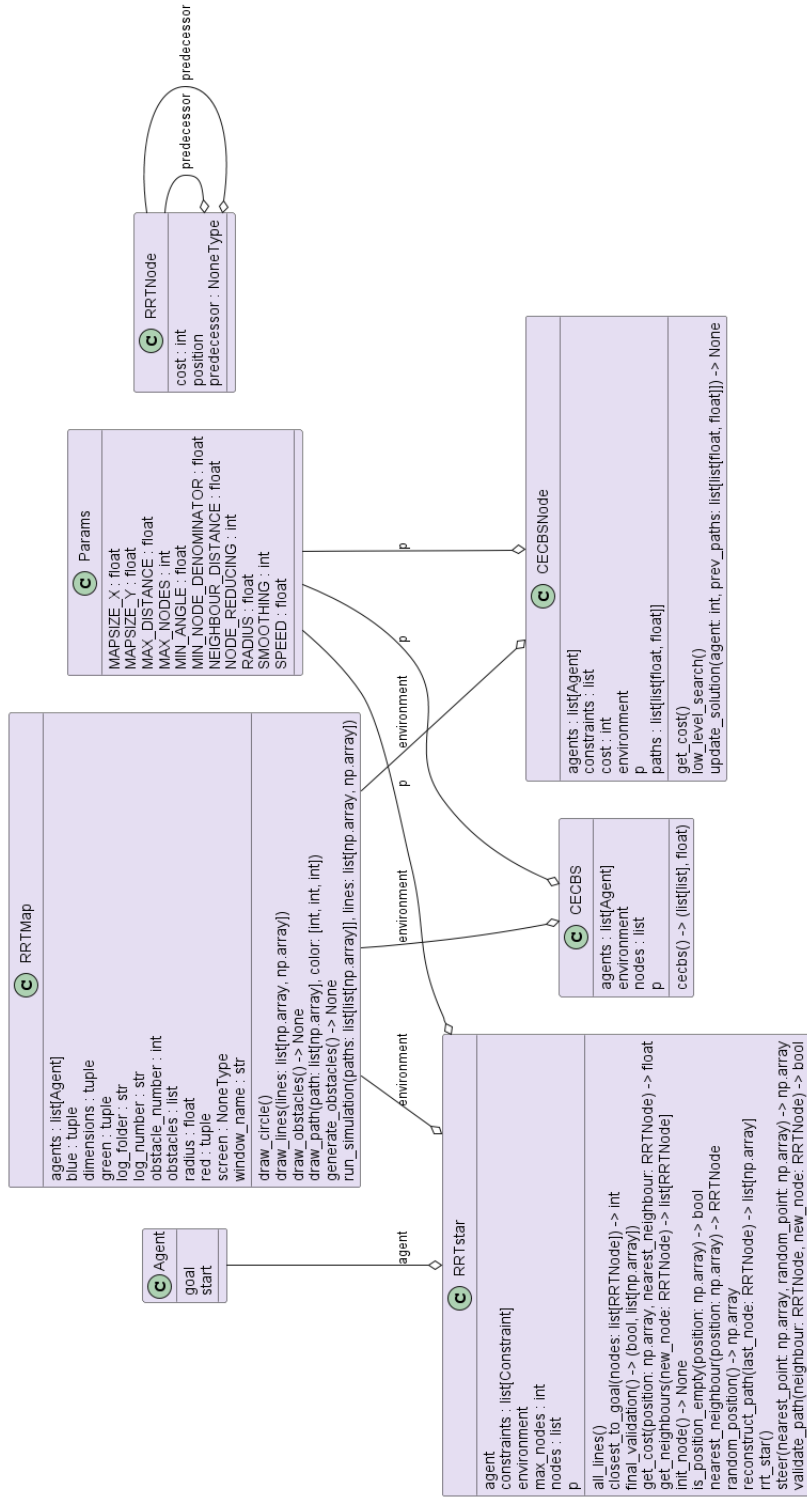 C Agent
goal
start
C RRTMap
agents : list[Agent]
blue : tuple
dimensions : tuple
green : tuple
log_folder : str
log_number : str
obstacle_number : int
obstacles : list
radius : float
red : tuple
screen : NoneType
window_name : str
draw_circle()
draw_lines(lines: list[np.array, np.array])
draw_obstacles() -> None
draw_path(path: list[np.array], color: [int, int, int])
generate_obstacles() -> None
run_simulation(paths: list[list[np.array]], lines: list[np.array, np.array])
C Params
MAPSIZE_X : float
MAPSIZE_Y : float
MAX_DISTANCE : float
MAX_NODES : int
MIN_ANGLE : float
MIN_NODE_DENOMINATOR : float
NEIGHBOUR_DISTANCE : float
NODE_REDUCING : int
RADIUS : float
SMOOTHING : int
SPEED : float
C RRTNode
cost : int
position
predecessor : NoneType
predecessor
predecessor
agent
environment
environment
p
environment
p
p
C RRTstar
agent
constraints : list[Constraint]
environment
max_nodes : int
nodes : list
p
all_lines()
closest_to_goal(nodes: list[RRTNode]) -> int
final_validation() -> (bool, list[np.array])
get_cost(position: np.array, nearest_neighbour: RRTNode) -> float
get_neighbours(new_node: RRTNode) -> list[RRTNode]
init_node() -> None
is_position_empty(position: np.array) -> bool
nearest_neighbour(position: np.array) -> RRTNode
random_position() -> np.array
reconstruct_path(last_node: RRTNode) -> list[np.array]
rrt_star()
steer(nearest_point: np.array, random_point: np.array) -> np.array
validate_path(neighbour: RRTNode, new_node: RRTNode) -> bool
C CECBS
agents : list[Agent]
environment
nodes : list
p
cecbs() -> (list[list], float)
C CECBSNode
agents : list[Agent]
constraints : list
cost : int
environment
p
paths : list[list[float, float]]
get_cost()
low_level_search()
update_solution(agent: int, prev_paths: list[list[float, float]]) -> None